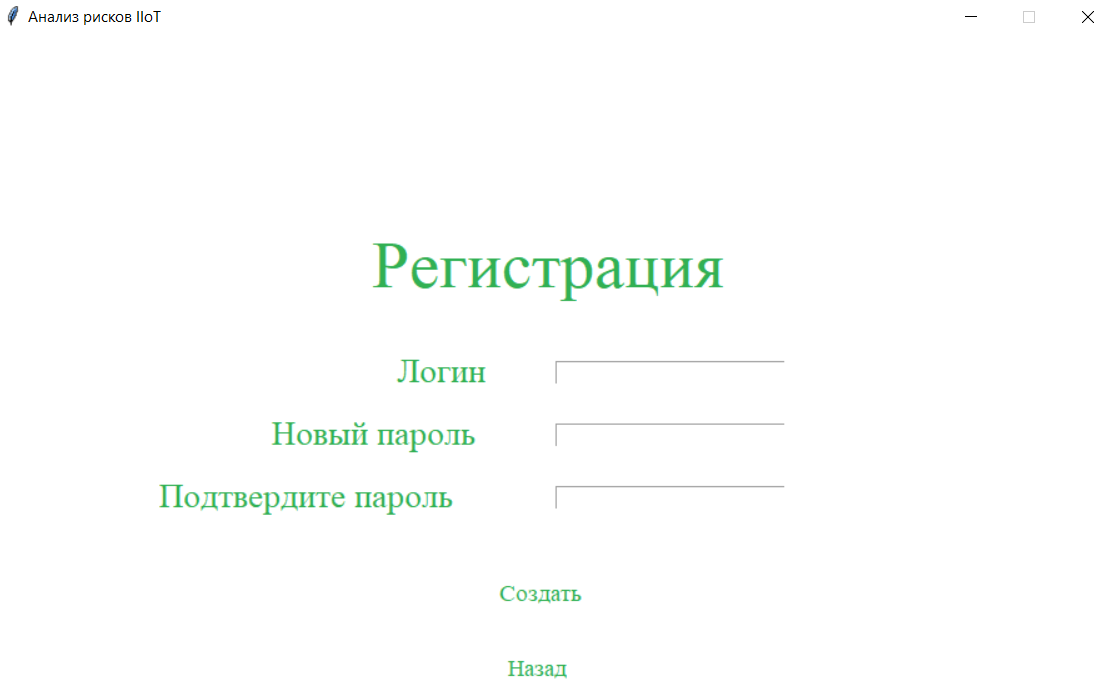 Анализ рисков IIoT
Регистрация
Логин
Новый пароль
Подтвердите пароль
Создать
Назад